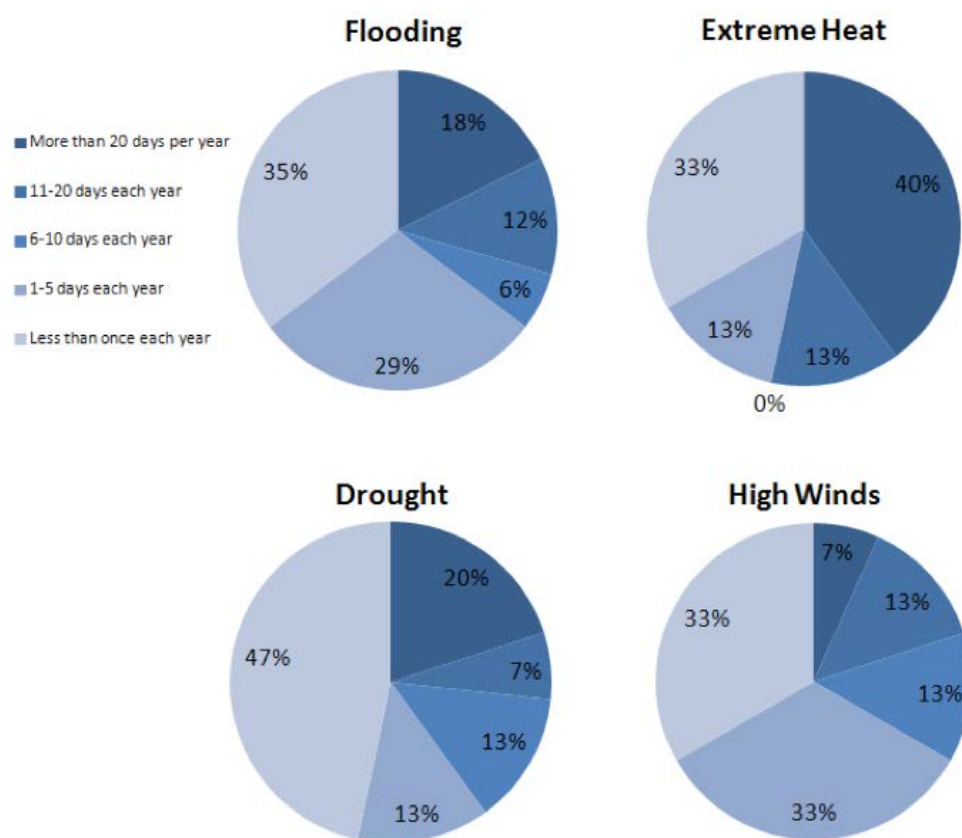 Flooding
Extreme Heat
More than 20 days per year
11-20 days each year
6-10 days each year
1-5 days each year
Less than once each year
18%
12%
6%
29%
35%
40%
13%
0%
13%
33%
Drought
High Winds
20%
7%
13%
13%
47%
7%
13%
13%
33%
33%